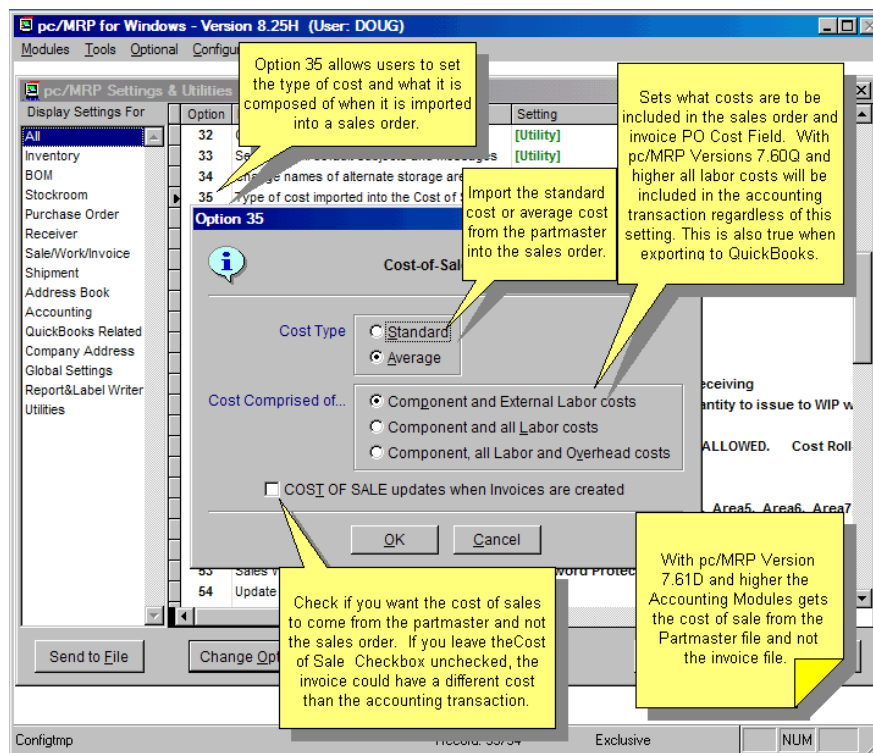 pc/MRP for Windows - Version 8.25H (User: DOUG)
Modules Tools Optional
Option 35 allows users to set
the type of cost and what it is
composed of when it is imported
into a sales order.
Sets what costs are to be
included in the sales order and
invoice PO Cost Field. With
pc/MRP Versions 7.60Q and
higher all labor costs will be
included in the accounting
transaction regardless of this
setting. This is also true when
exporting to QuickBooks.
pc/MRP Settings & Utilities
Display Settings For
Option
Setting
All
Inventory
BOM
Stockroom
Purchase Order
Receiver
Sale/Work/Invoice
Shipment
Address Book
Accounting
QuickBooks Related
Company Address
Global Settings
Report&Label Writer
Utilities
32
[Utility]
33
[Utility]
34 names of alternate storage
35 Type of cost imported into the Cost of
Import the standard
cost or average cost
from the partmaster
into the sales order.
Option 35
Cost Type
Standard
Average
Cost Comprised of...
Component and External Labor costs
Component and all Labor costs
Component, all Labor and Overhead costs
COST OF SALE updates when Invoices are created
OK
Cancel
to issue to WIP
ALLOWED. Cost
Area5, Area6, Area7
53 Sales
54 Update
Check if you want the cost of sales
to come from the partmaster and not
the sales order. If you leave theCost
of Sale Checkbox unchecked, the
invoice could have a different cost
than the accounting transaction.
With pc/MRP Version
7.61D and higher the
Accounting Modules gets
the cost of sale from the
Partmaster file and not
the invoice file.
Send to File
Change
Configtmp
Exclusive
NUM